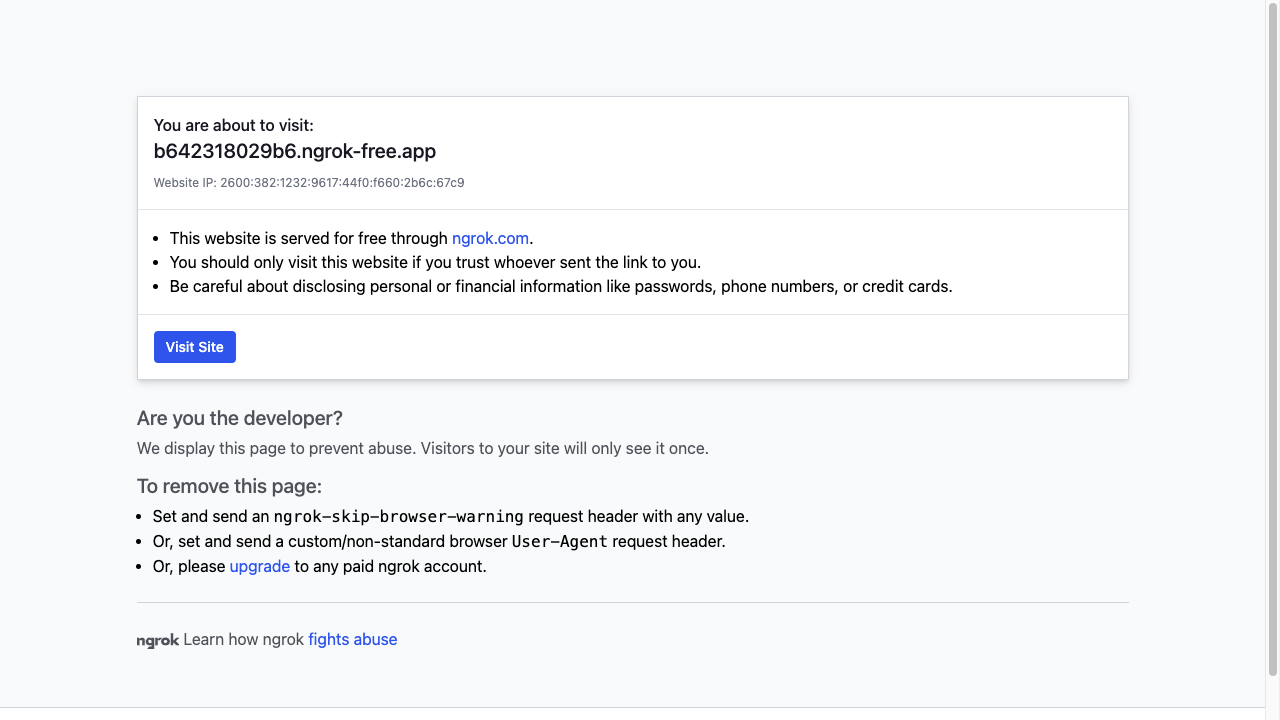 You are about to visit:
b642318029b6.ngrok-free.app
Website IP: 2600:382:1232:9617:44f0:f660:2b6c:67c9
• This website is served for free through ngrok.com.
• You should only visit this website if you trust whoever sent the link to you.
• Be careful about disclosing personal or financial information like passwords, phone numbers, or credit cards.
Visit Site
Are you the developer?
We display this page to prevent abuse. Visitors to your site will only see it once.
To remove this page:
• Set and send an ngrok-skip-browser-warning request header with any value.
• Or, set and send a custom/non-standard browser User-Agent request header.
• Or, please upgrade to any paid ngrok account.
ngrok Learn how ngrok fights abuse